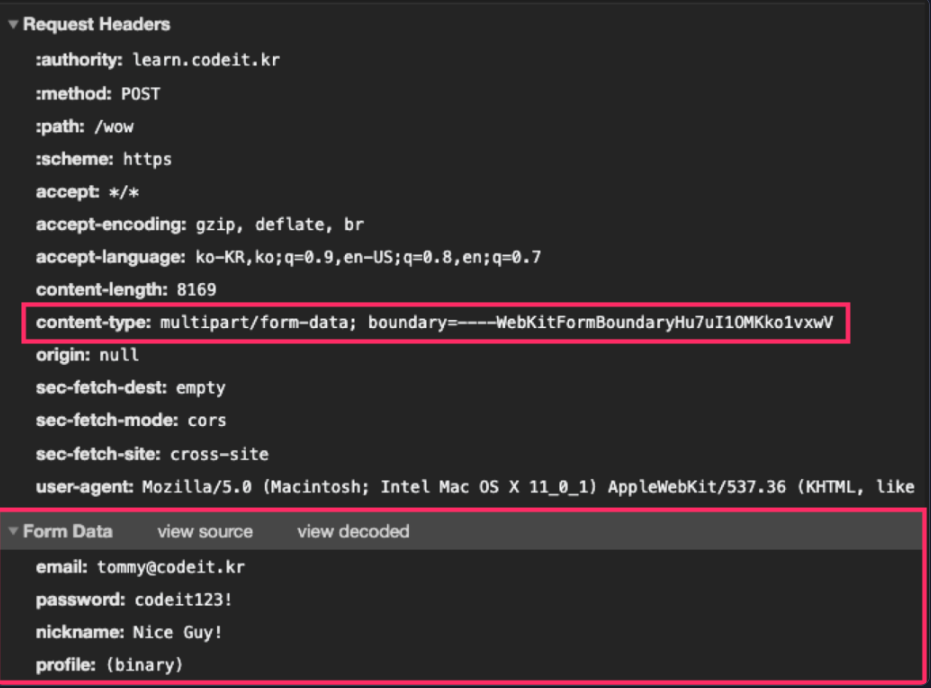 Request Headers
:authority: learn.codeit.kr
:method: POST
:path: /wow
:scheme: https
accept: */*
accept-encoding: gzip, deflate, br
accept-language: ko-KR,ko;q=0.9,en-US;q=0.8,en;q=0.7
content-length: 8169
content-type: multipart/form-data; boundary=----WebKitFormBoundaryHu7uI1OMKko1vxwV
origin: null
sec-fetch-dest: empty
sec-fetch-mode: cors
sec-fetch-site: cross-site
user-agent: Mozilla/5.0 (Macintosh; Intel Mac OS X 11_0_1) AppleWebKit/537.36 (KHTML, like
Form Data view source view decoded
email: tommy@codeit.kr
password: codeit123!
nickname: Nice Guy!
profile: (binary)